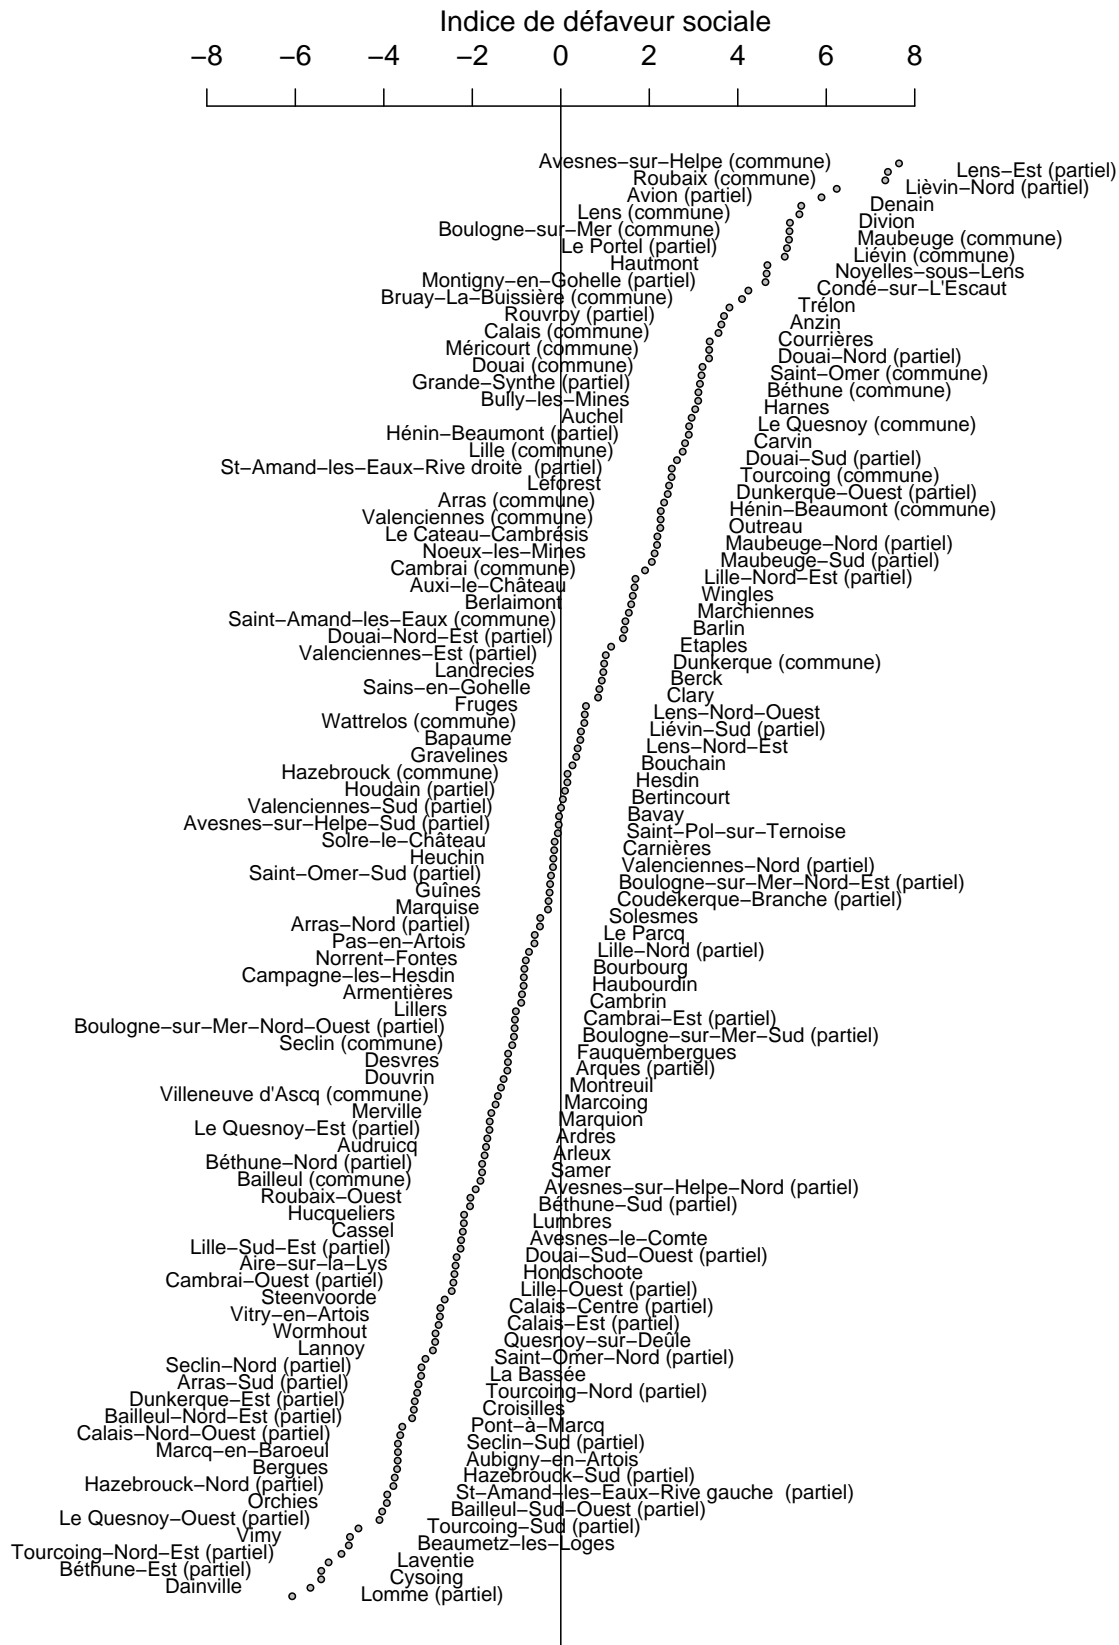 Indice de défaveur sociale
−8 −6 −4 −2 0 2 4 6 8
Avesnes−sur−Helpe (commune)
Lens−Est (partiel)
Roubaix (commune)
Lièvin−Nord (partiel)
Avion (partiel)
Denain
Lens (commune)
Divion
Boulogne−sur−Mer (commune)
Maubeuge (commune)
Le Portel (partiel)
Liévin (commune)
Hautmont
Noyelles−sous−Lens
Montigny−en−Gohelle (partiel)
Condé−sur−L'Escaut
Bruay−La−Buissière (commune)
Trélon
Rouvroy (partiel)
Anzin
Calais (commune)
Courrières
Méricourt (commune)
Douai−Nord (partiel)
Douai (commune)
Saint−Omer (commune)
Grande−Synthe (partiel)
Béthune (commune)
Bully−les−Mines
Harnes
Auchel
Le Quesnoy (commune)
Hénin−Beaumont (partiel)
Carvin
Lille (commune)
Douai−Sud (partiel)
St−Amand−les−Eaux−Rive droite (partiel)
Tourcoing (commune)
Leforest
Dunkerque−Ouest (partiel)
Arras (commune)
Hénin−Beaumont (commune)
Valenciennes (commune)
Outreau
Le Cateau−Cambrésis
Maubeuge−Nord (partiel)
Noeux−les−Mines
Maubeuge−Sud (partiel)
Cambrai (commune)
Lille−Nord−Est (partiel)
Auxi−le−Château
Wingles
Berlaimont
Marchiennes
Saint−Amand−les−Eaux (commune)
Barlin
Douai−Nord−Est (partiel)
Etaples
Valenciennes−Est (partiel)
Dunkerque (commune)
Landrecies
Berck
Sains−en−Gohelle
Clary
Fruges
Lens−Nord−Ouest
Wattrelos (commune)
Liévin−Sud (partiel)
Bapaume
Lens−Nord−Est
Gravelines
Bouchain
Hazebrouck (commune)
Hesdin
Houdain (partiel)
Bertincourt
Valenciennes−Sud (partiel)
Bavay
Avesnes−sur−Helpe−Sud (partiel)
Saint−Pol−sur−Ternoise
Solre−le−Château
Carnières
Heuchin
Valenciennes−Nord (partiel)
Saint−Omer−Sud (partiel)
Boulogne−sur−Mer−Nord−Est (partiel)
Guînes
Coudekerque−Branche (partiel)
Marquise
Solesmes
Arras−Nord (partiel)
Le Parcq
Pas−en−Artois
Lille−Nord (partiel)
Norrent−Fontes
Bourbourg
Campagne−les−Hesdin
Haubourdin
Armentières
Cambrin
Lillers
Cambrai−Est (partiel)
Boulogne−sur−Mer−Nord−Ouest (partiel)
Boulogne−sur−Mer−Sud (partiel)
Seclin (commune)
Fauquembergues
Desvres
Arques (partiel)
Douvrin
Montreuil
Villeneuve d'Ascq (commune)
Marcoing
Merville
Marquion
Le Quesnoy−Est (partiel)
Ardres
Audruicq
Arleux
Béthune−Nord (partiel)
Samer
Bailleul (commune)
Avesnes−sur−Helpe−Nord (partiel)
Roubaix−Ouest
Béthune−Sud (partiel)
Hucqueliers
Lumbres
Cassel
Avesnes−le−Comte
Lille−Sud−Est (partiel)
Douai−Sud−Ouest (partiel)
Aire−sur−la−Lys
Hondschoote
Cambrai−Ouest (partiel)
Lille−Ouest (partiel)
Steenvoorde
Calais−Centre (partiel)
Vitry−en−Artois
Calais−Est (partiel)
Wormhout
Quesnoy−sur−Deûle
Lannoy
Saint−Omer−Nord (partiel)
Seclin−Nord (partiel)
La Bassée
Arras−Sud (partiel)
Tourcoing−Nord (partiel)
Dunkerque−Est (partiel)
Croisilles
Bailleul−Nord−Est (partiel)
Pont−à−Marcq
Calais−Nord−Ouest (partiel)
Seclin−Sud (partiel)
Marcq−en−Baroeul
Aubigny−en−Artois
Bergues
Hazebrouck−Sud (partiel)
Hazebrouck−Nord (partiel)
St−Amand−les−Eaux−Rive gauche (partiel)
Orchies
Bailleul−Sud−Ouest (partiel)
Le Quesnoy−Ouest (partiel)
Tourcoing−Sud (partiel)
Vimy
Beaumetz−les−Loges
Tourcoing−Nord−Est (partiel)
Laventie
Béthune−Est (partiel)
Cysoing
Dainville
Lomme (partiel)